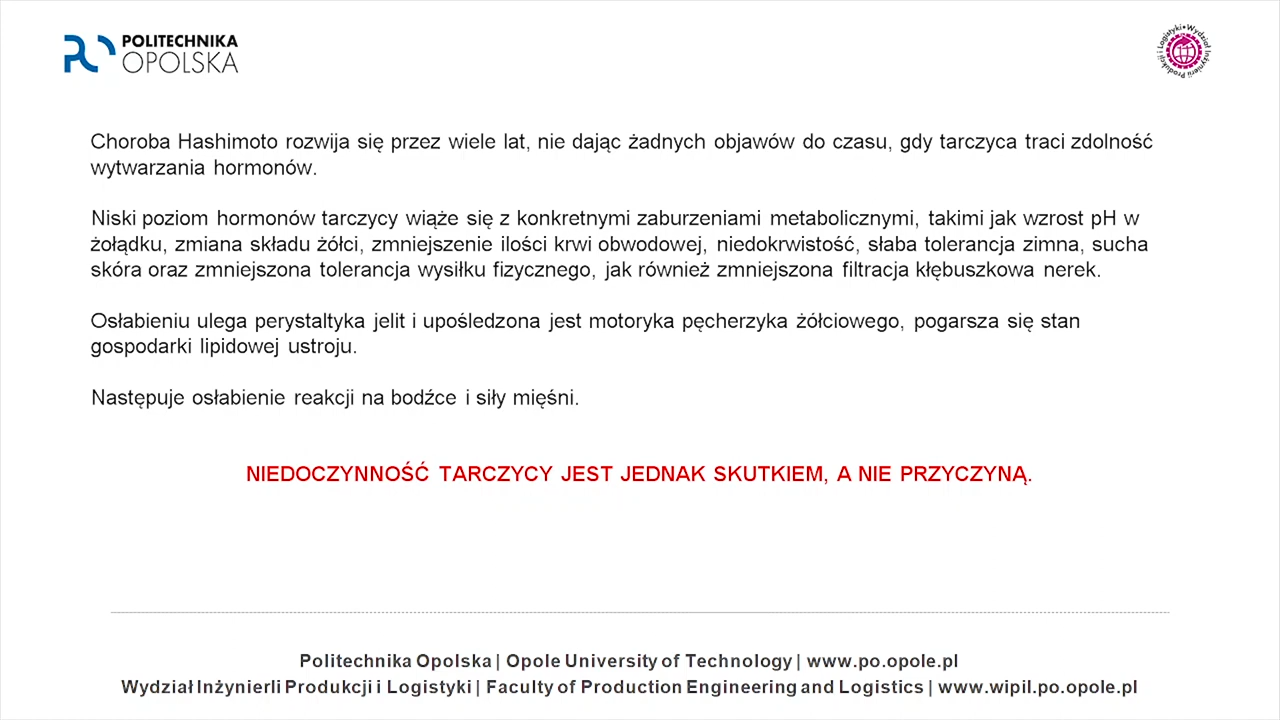 POLITECHNIKA
OPOLSKA
Wydział Inżynierii Produkcji i Logistyki
Choroba Hashimoto rozwija się przez wiele lat, nie dając żadnych objawów do czasu, gdy tarczyca traci zdolność
wytwarzania hormonów.
Niski poziom hormonów tarczycy wiąże się z konkretnymi zaburzeniami metabolicznymi, takimi jak wzrost pH w
żołądku, zmiana składu żółci, zmniejszenie ilości krwi obwodowej, niedokrwistość, słaba tolerancja zimna, sucha
skóra oraz zmniejszona tolerancja wysiłku fizycznego, jak również zmniejszona filtracja kłębuszkowa nerek.
Osłabieniu ulega perystaltyka jelit i upośledzona jest motoryka pęcherzyka żółciowego, pogarsza się stan
gospodarki lipidowej ustroju.
Następuje osłabienie reakcji na bodźce i siły mięśni.
NIEDOCZYNNOŚĆ TARCZYCY JEST JEDNAK SKUTKIEM, A NIE PRZYCZYNĄ.
Politechnika Opolska | Opole University of Technology | www.po.opole.pl
Wydział Inżynierli Produkcji i Logistyki | Faculty of Production Engineering and Logistics | www.wipil.po.opole.pl